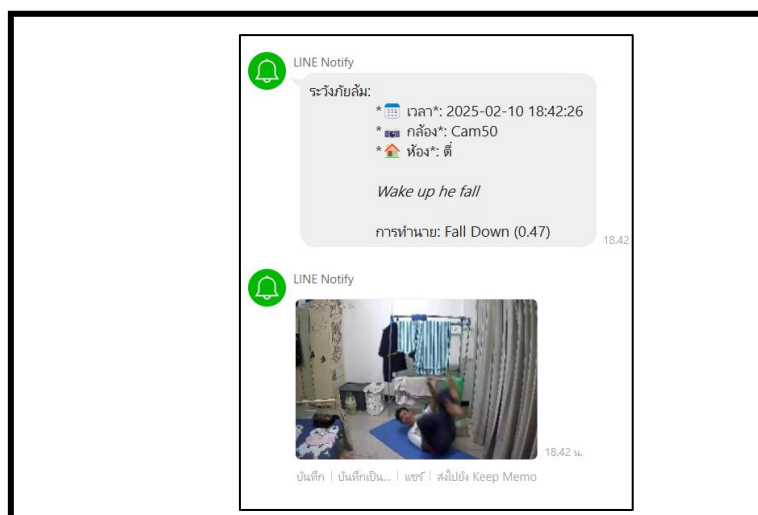 LINE Notify
ระวังภัยล้ม:
*🗓️ เวลา*: 2025-02-10 18:42:26
*📷 กล้อง*: Cam50
*🏠 ห้อง*: ตี๋
Wake up he fall
การทำนาย: Fall Down (0.47)
18.42
LINE Notify
18.42 น.
บันทึก | บันทึกเป็น... | แชร์ | ส่งไปยัง Keep Memo